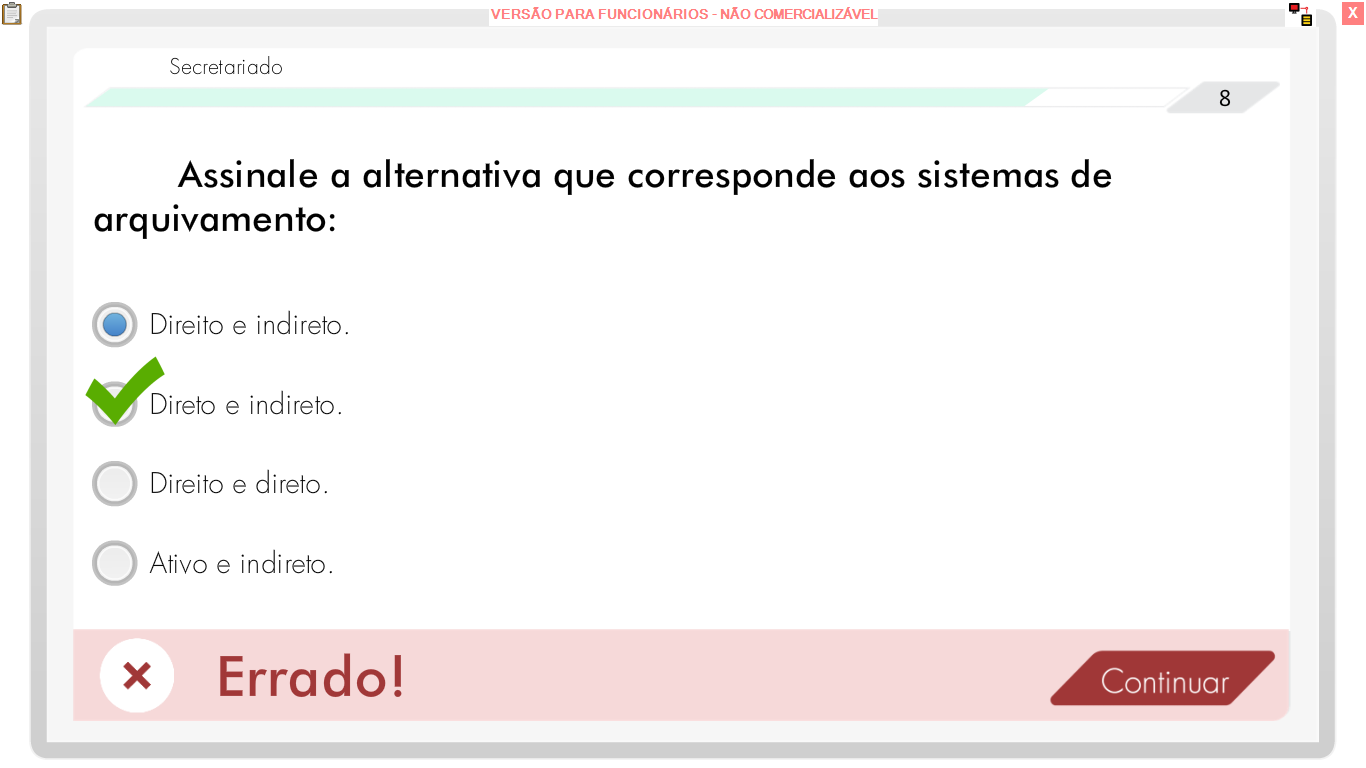 VERSÃO PARA FUNCIONÁRIOS - NÃO COMERCIALIZÁVEL
X
Secretariado
8
Assinale a alternativa que corresponde aos sistemas de
arquivamento:
Direito e indireto.
Direto e indireto.
Direito e direto.
Ativo e indireto.
Errado!
Continuar